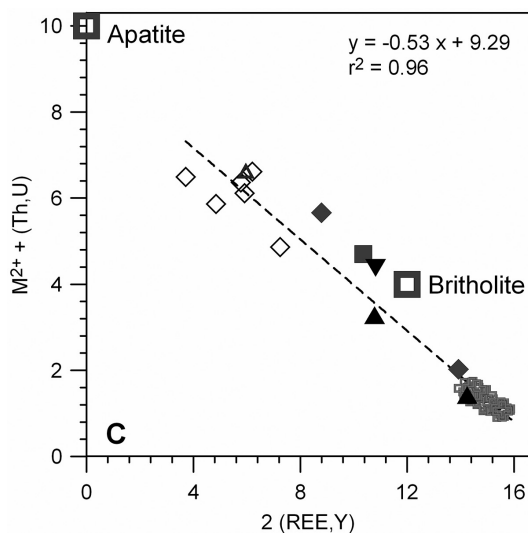 10
Apatite
y = -0.53 x + 9.29
r² = 0.96
8
6
4
2
0
M²⁺ + (Th,U)
Britholite
C
0 4 8 12 16
2 (REE,Y)